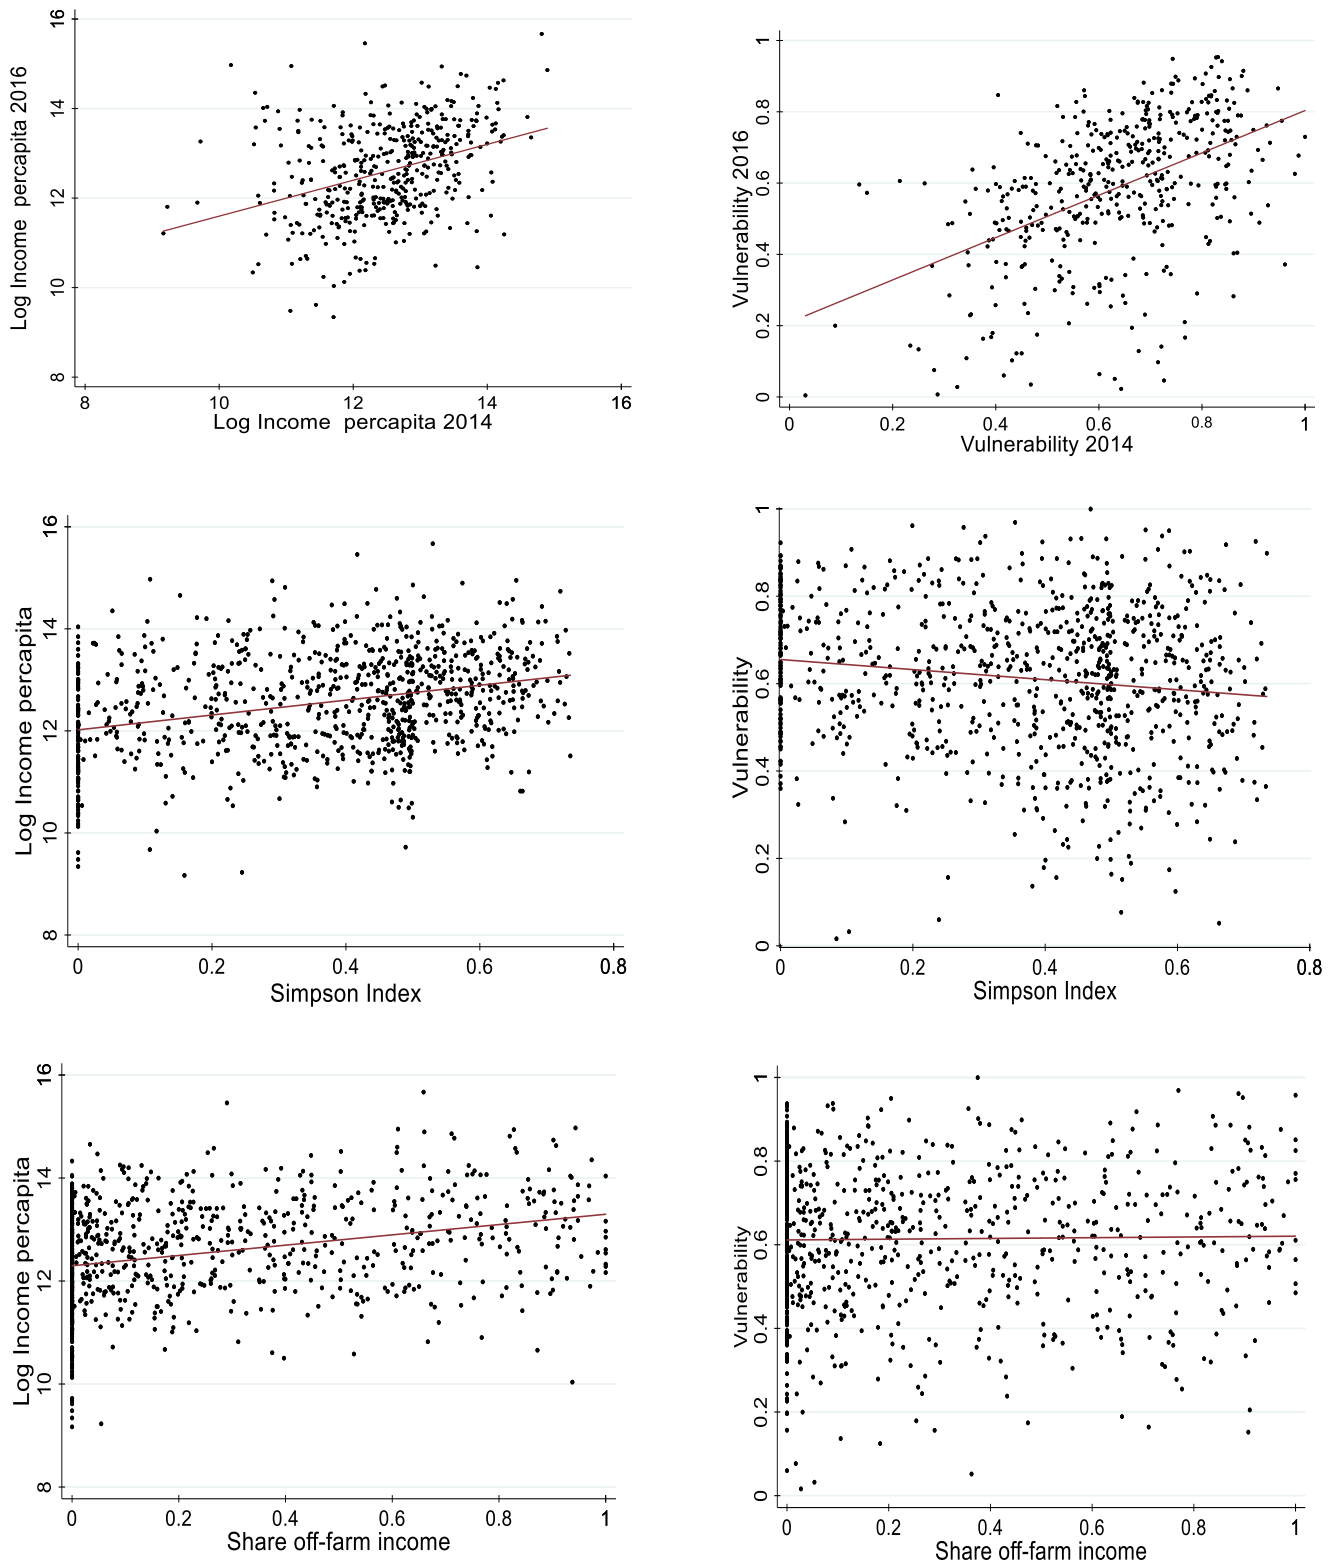 16
14
12
10
8
Log Income  percapita 2016
8 10 12 14 16
Log Income  percapita 2014
1
0.8
0.6
0.4
0.2
0
Vulnerability 2016
0 0.2 0.4 0.6 0.8 1
Vulnerability 2014
16
14
12
10
8
Log Income percapita
0 0.2 0.4 0.6 0.8
Simpson Index
1
0.8
0.6
0.4
0.2
0
Vulnerability
0 0.2 0.4 0.6 0.8
Simpson Index
16
14
12
10
8
Log Income percapita
0 0.2 0.4 0.6 0.8 1
Share off-farm income
1
0.8
0.6
0.4
0.2
0
Vulnerability
0 0.2 0.4 0.6 0.8 1
Share off-farm income